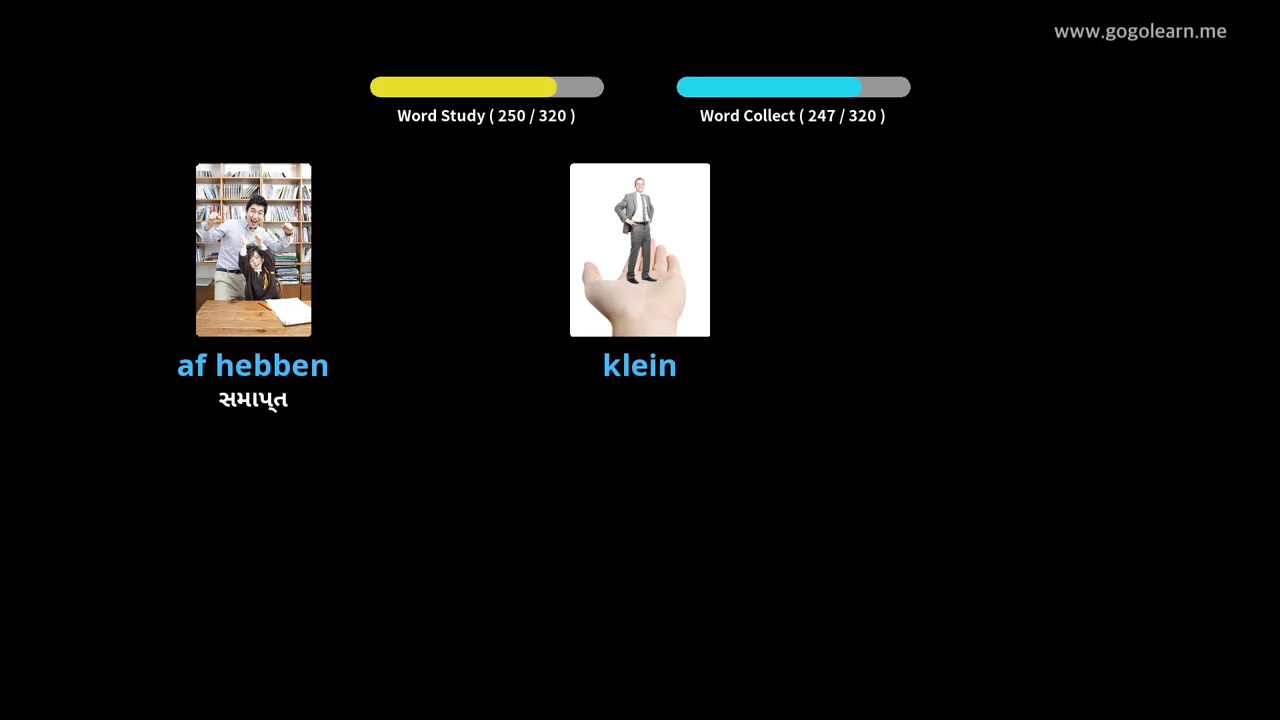 www.gogolearn.me
Word Study ( 250 / 320 )
Word Collect ( 247 / 320 )
af hebben
સમાપ્ત
klein